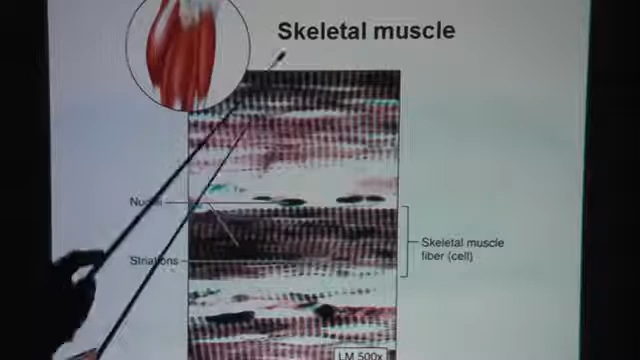 Skeletal muscle
Nuclei
Striations
Skeletal muscle
fiber (cell)
LM 500x